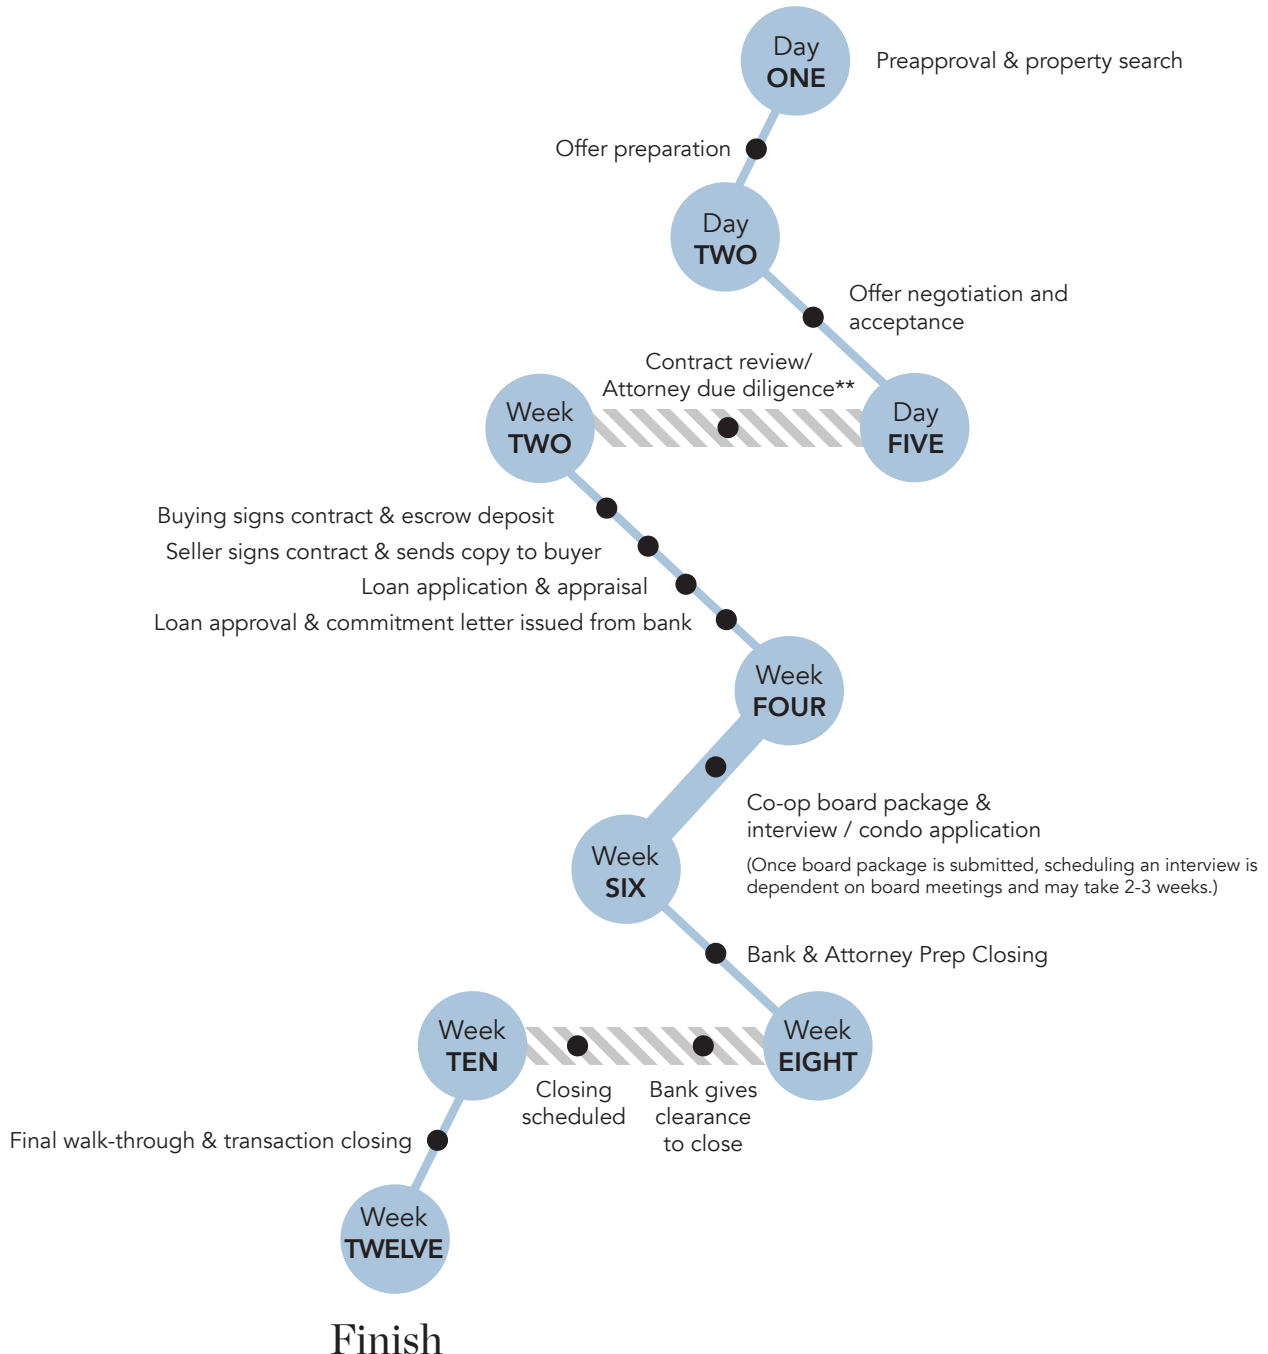 Day
ONE
Preapproval & property search
Offer preparation
Day
TWO
Offer negotiation and
acceptance
Contract review/
Attorney due diligence**
Day
FIVE
Week
TWO
Buying signs contract & escrow deposit
Seller signs contract & sends copy to buyer
Loan application & appraisal
Loan approval & commitment letter issued from bank
Week
FOUR
Co-op board package &
interview / condo application
(Once board package is submitted, scheduling an interview is
dependent on board meetings and may take 2-3 weeks.)
Week
SIX
Bank & Attorney Prep Closing
Week
EIGHT
Bank gives
clearance
to close
Closing
scheduled
Week
TEN
Final walk-through & transaction closing
Week
TWELVE
Finish